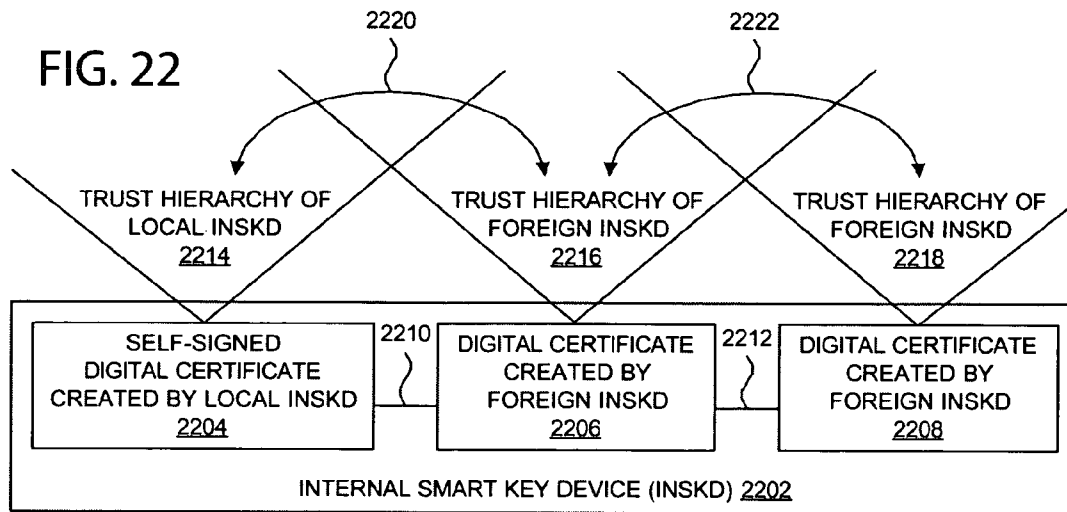 FIG. 22
2220
2222
TRUST HIERARCHY OF
LOCAL INSKD
2214
TRUST HIERARCHY OF
FOREIGN INSKD
2216
TRUST HIERARCHY OF
FOREIGN INSKD
2218
SELF-SIGNED
DIGITAL CERTIFICATE
CREATED BY LOCAL INSKD
2204
2210
DIGITAL CERTIFICATE
CREATED BY
FOREIGN INSKD
2206
2212
DIGITAL CERTIFICATE
CREATED BY
FOREIGN INSKD
2208
INTERNAL SMART KEY DEVICE (INSKD) 2202